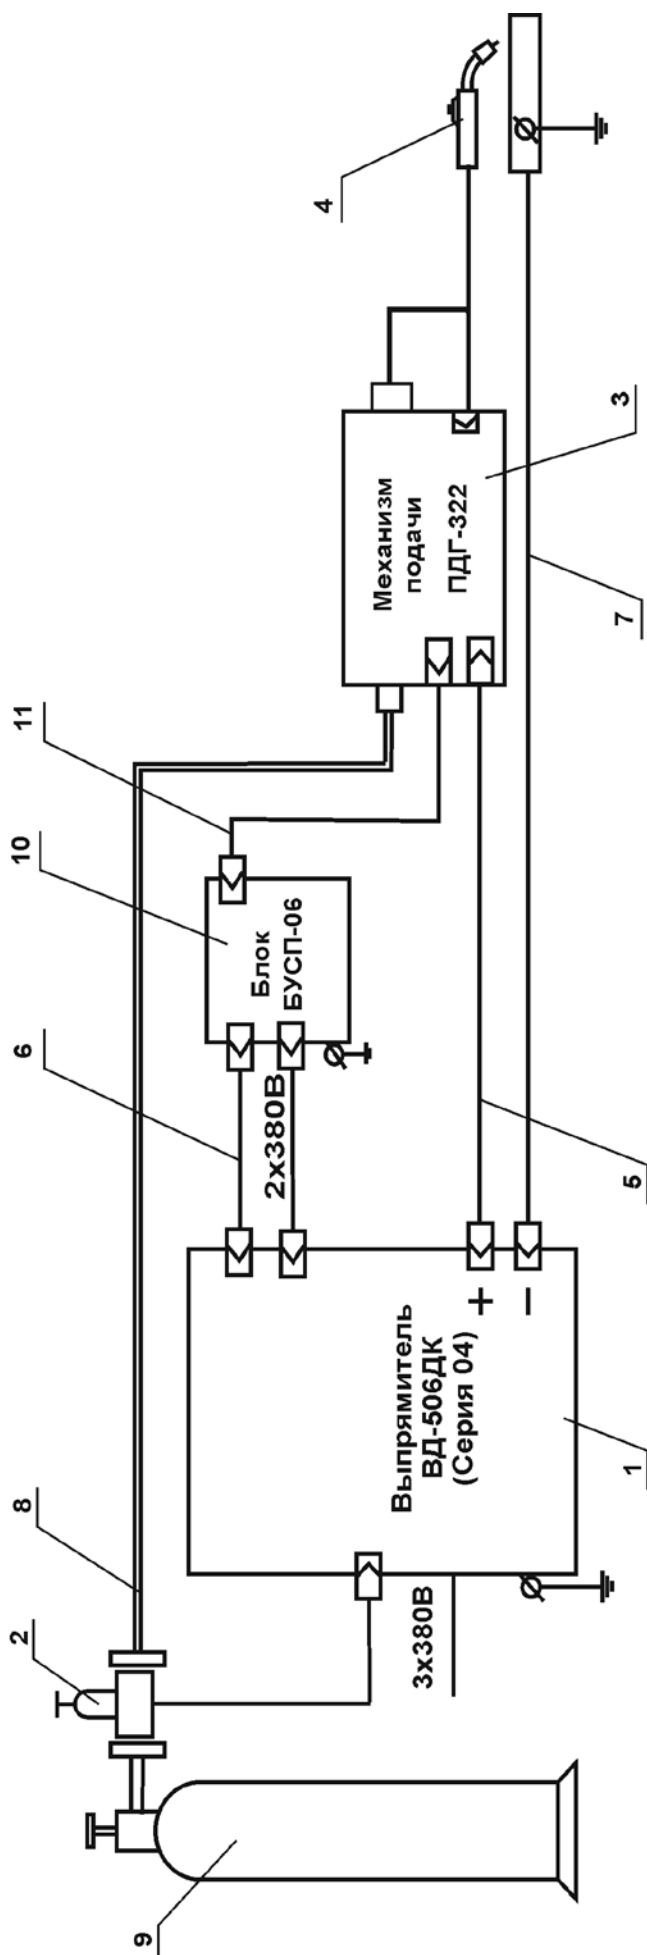 9
2
8
6
10
11
4
3х380В
Выпрямитель
ВД-506ДК
(Серия 04)
+
–
2х380В
Блок
БУСП-06
Механизм
подачи
ПДГ-322
1
5
7
3